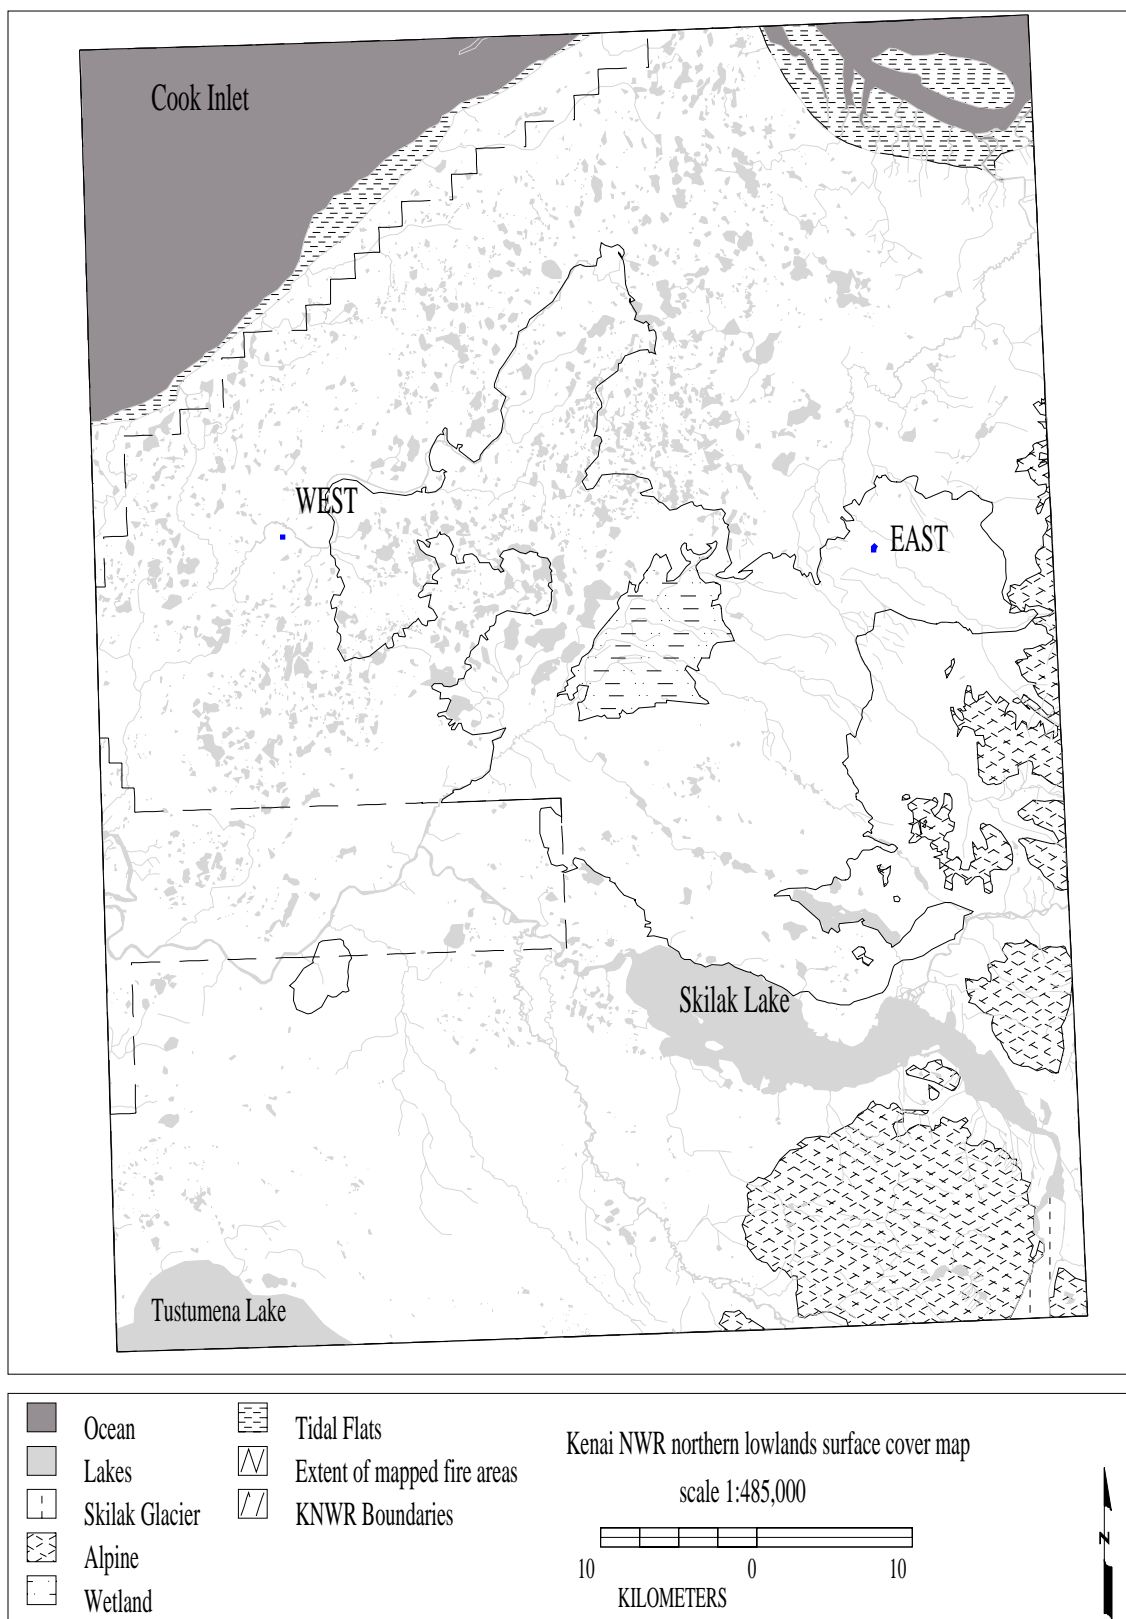 Cook Inlet
WEST
EAST
Skilak Lake
Tustumena Lake
Ocean
Lakes
Skilak Glacier
Alpine
Wetland
Tidal Flats
Extent of mapped fire areas
KNWR Boundaries
Kenai NWR northern lowlands surface cover map
scale 1:485,000
10 0 10
KILOMETERS
N